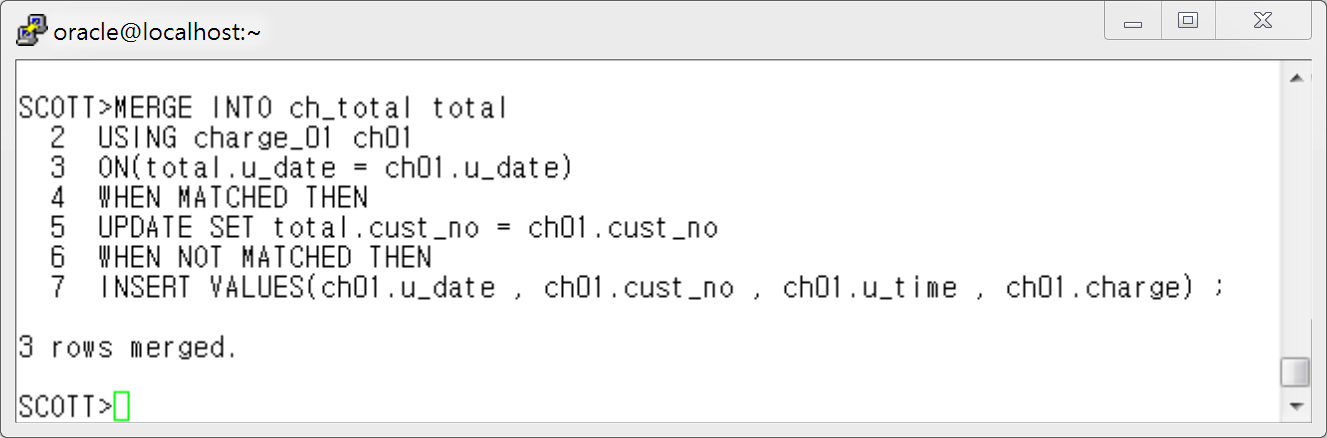 oracle@localhost:~
SCOTT>MERGE INTO ch_total total
2 USING charge_01 ch01
3 ON(total.u_date = ch01.u_date)
4 WHEN MATCHED THEN
5 UPDATE SET total.cust_no = ch01.cust_no
6 WHEN NOT MATCHED THEN
7 INSERT VALUES(ch01.u_date , ch01.cust_no , ch01.u_time , ch01.charge) ;
3 rows merged.
SCOTT>